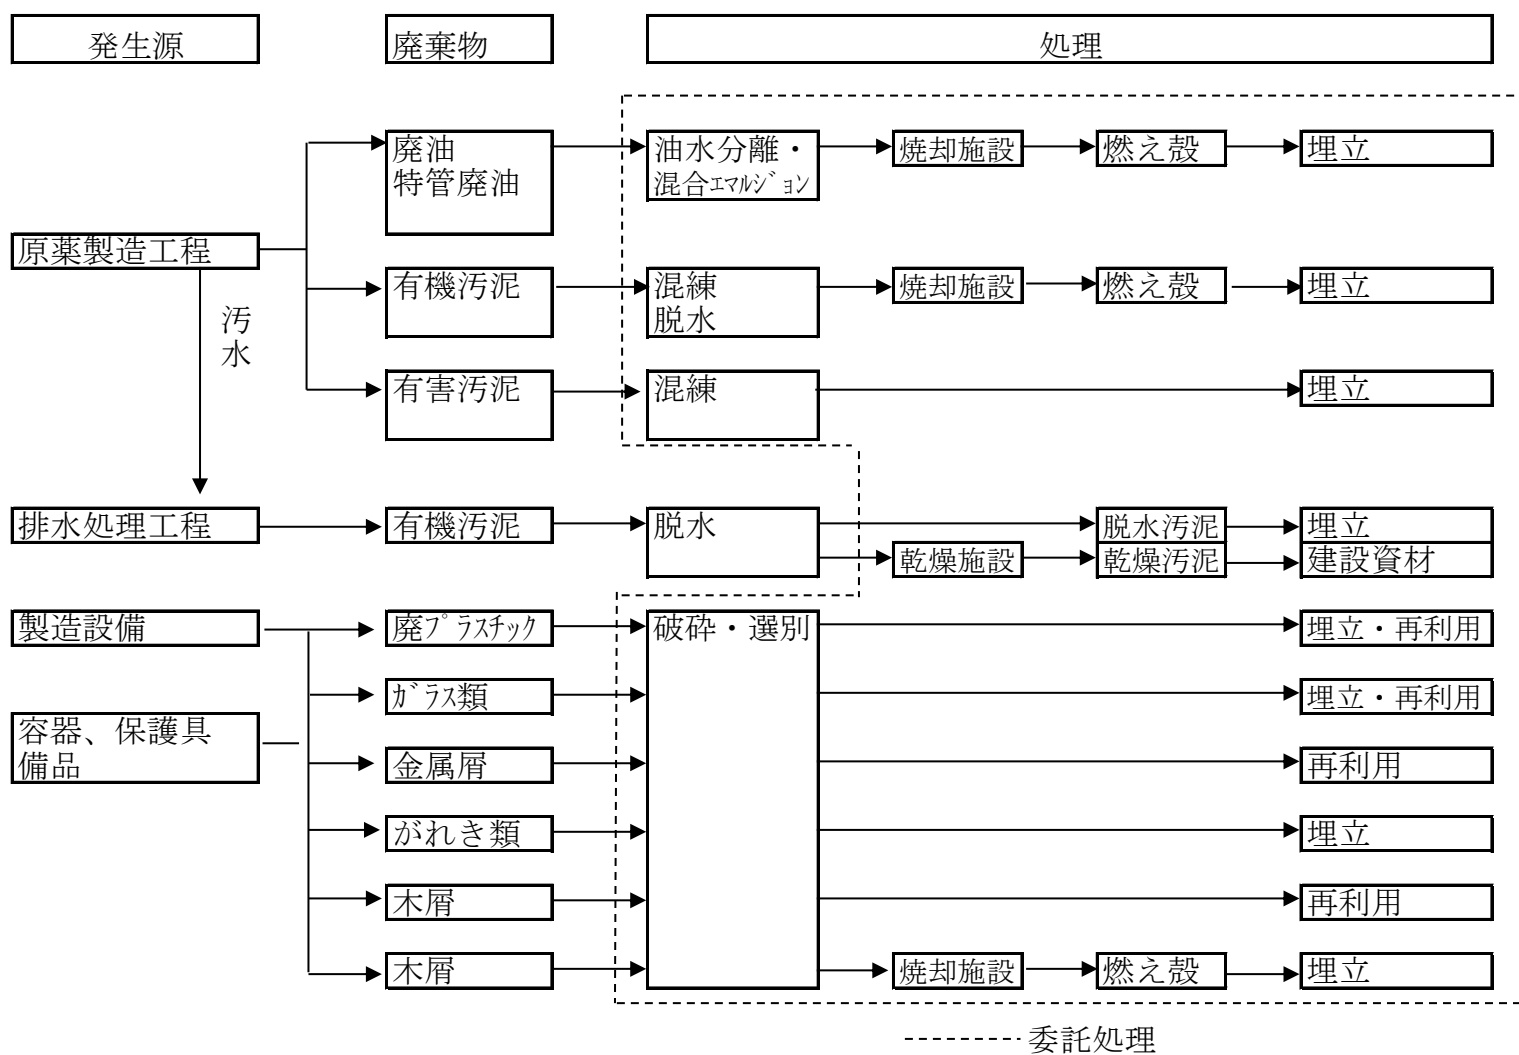 発生源
廃棄物
処理
廃油
特管廃油
油水分離・
混合ｴﾏﾙｼﾞｮﾝ
焼却施設
燃え殻
埋立
原薬製造工程
有機汚泥
混練
脱水
焼却施設
燃え殻
埋立
汚
水
有害汚泥
混練
埋立
排水処理工程
有機汚泥
脱水
脱水汚泥
埋立
乾燥施設
乾燥汚泥
建設資材
製造設備
廃ﾌﾟﾗｽﾁｯｸ
破砕・選別
埋立・再利用
ｶﾞﾗｽ類
埋立・再利用
容器、保護具
備品
金属屑
再利用
がれき類
埋立
木屑
再利用
木屑
焼却施設
燃え殻
埋立
委託処理